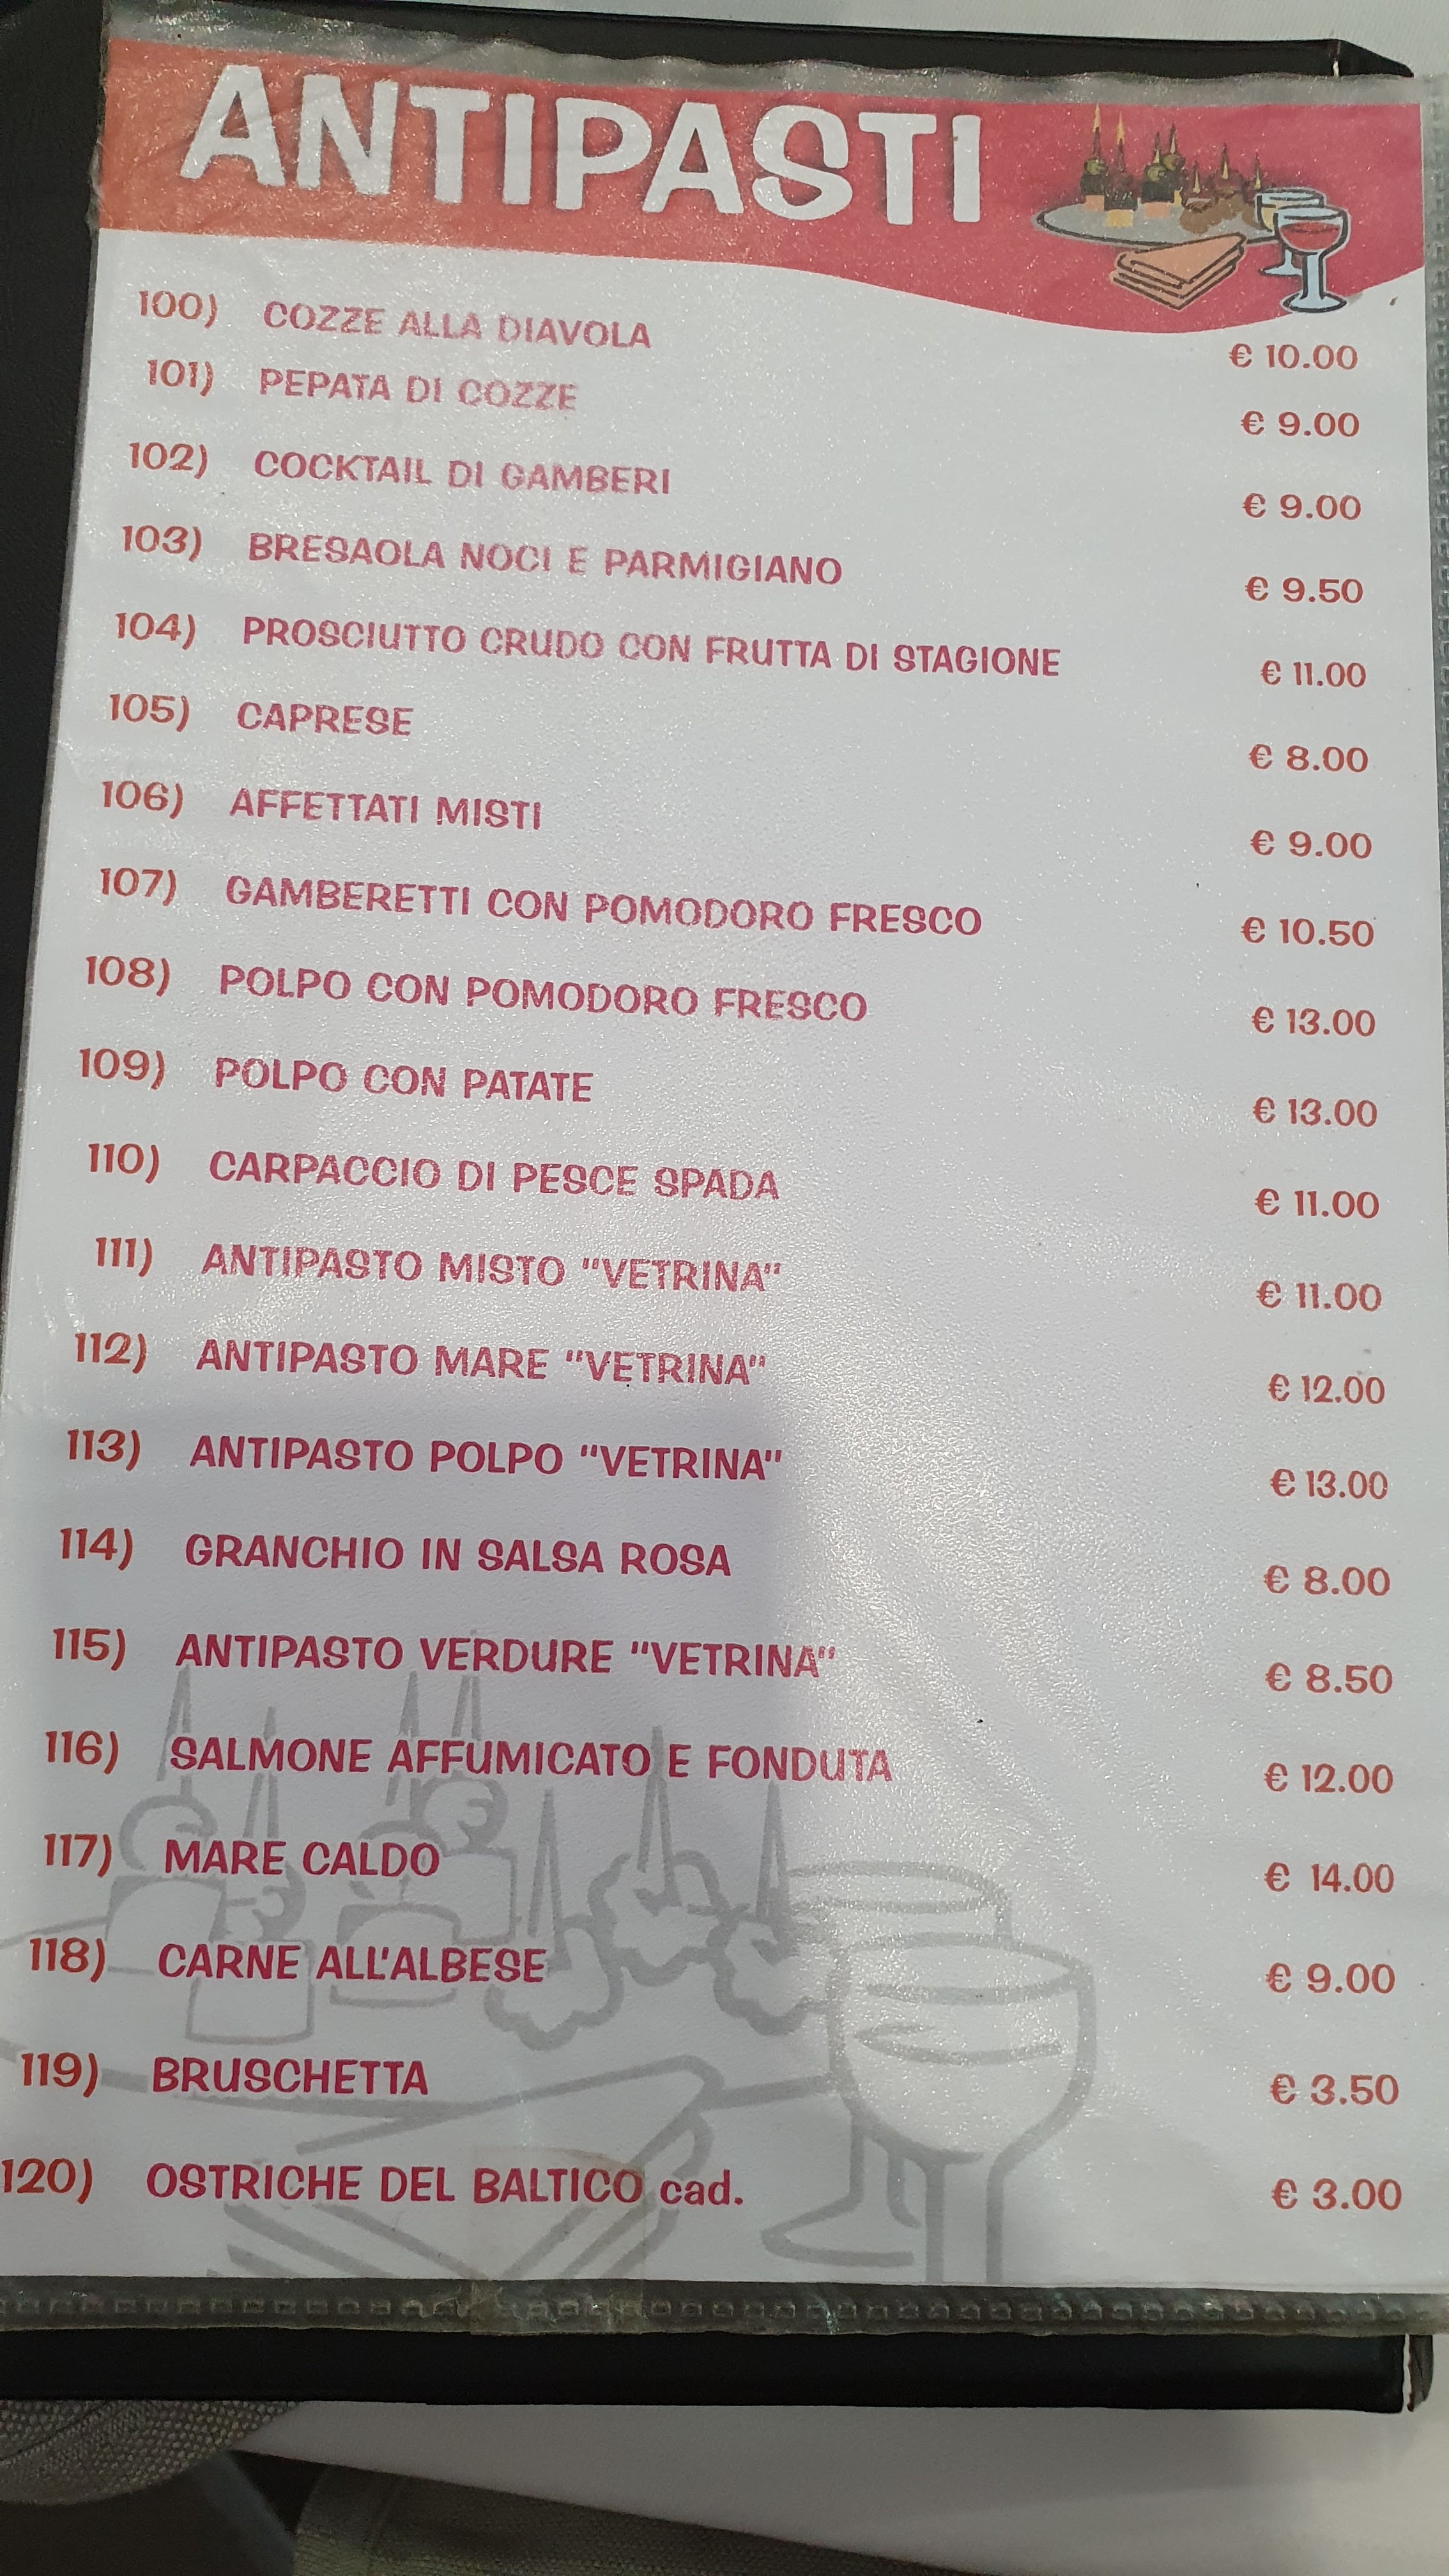 ANTIPASTI
100) COZZE ALLA DIAVOLA € 10.00
101) PEPATA DI COZZE € 9.00
102) COCKTAIL DI GAMBERI € 9.00
103) BRESAOLA NOCI E PARMIGIANO € 9.50
104) PROSCIUTTO CRUDO CON FRUTTA DI STAGIONE € 11.00
105) CAPRESE € 8.00
106) AFFETTATI MISTI € 9.00
107) GAMBERETTI CON POMODORO FRESCO € 10.50
108) POLPO CON POMODORO FRESCO € 13.00
109) POLPO CON PATATE € 13.00
110) CARPACCIO DI PESCE SPADA € 11.00
111) ANTIPASTO MISTO "VETRINA" € 11.00
112) ANTIPASTO MARE "VETRINA" € 12.00
113) ANTIPASTO POLPO "VETRINA" € 13.00
114) GRANCHIO IN SALSA ROSA € 8.00
115) ANTIPASTO VERDURE "VETRINA" € 8.50
116) SALMONE AFFUMICATO E FONDUTA € 12.00
117) MARE CALDO € 14.00
118) CARNE ALL'ALBESE € 9.00
119) BRUSCHETTA € 3.50
120) OSTRICHE DEL BALTICO cad. € 3.00